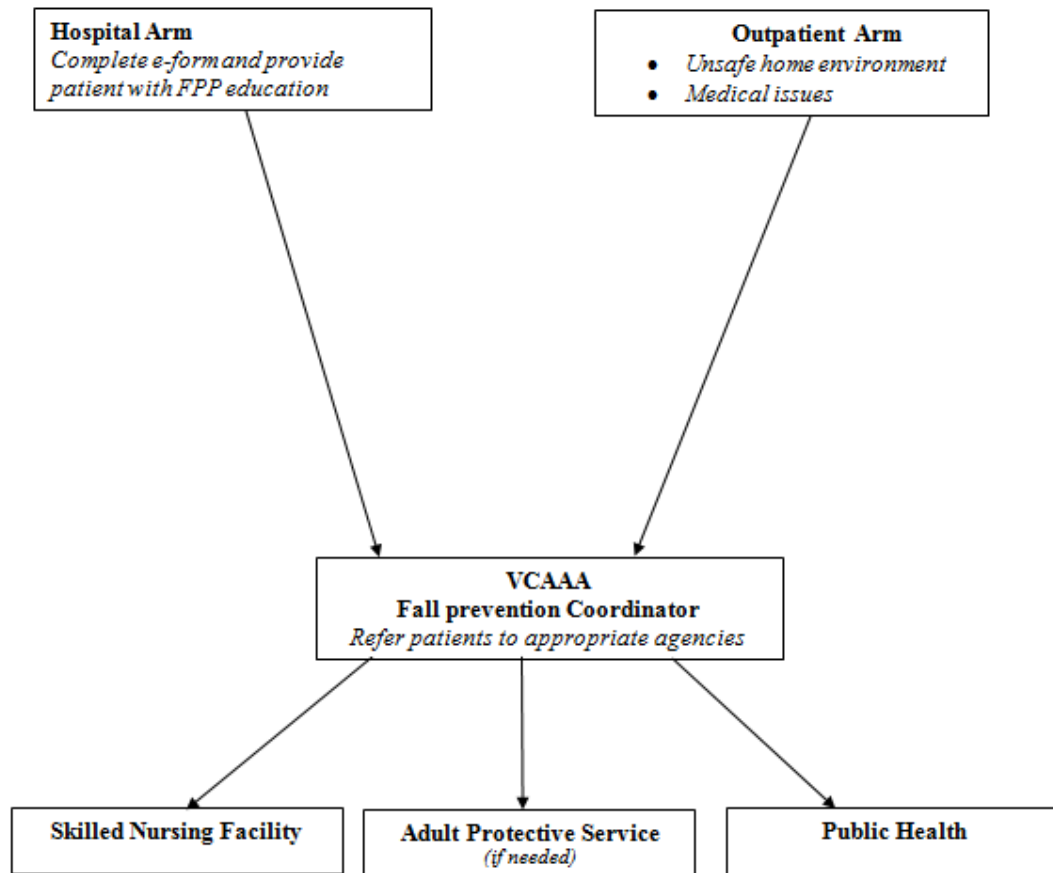 Hospital Arm
Complete e-form and provide
patient with FPP education
Outpatient Arm
• Unsafe home environment
• Medical issues
VCAAA
Fall prevention Coordinator
Refer patients to appropriate agencies
Skilled Nursing Facility
Adult Protective Service
(if needed)
Public Health